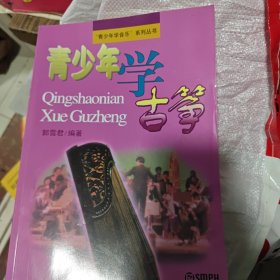 "青少年学音乐"系列丛书
青少年学
古筝
Qingshaonian
Xue Guzheng
郭雪君/编著
SMPH